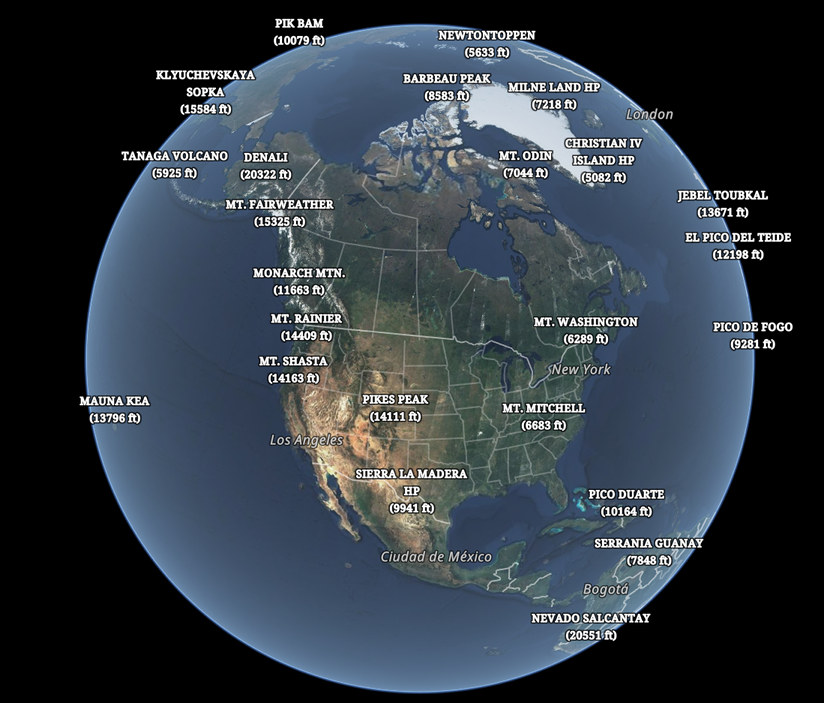 PIK BAM
(10079 ft)
NEWTONTOPPEN
(5633 ft)
KLYUCHEVSKAYA
SOPKA
(15584 ft)
BARBEAU PEAK
(8583 ft)
MILNE LAND HP
(7218 ft)
London
TANAGA VOLCANO
(5925 ft)
DENALI
(20322 ft)
MT. ODIN
(7044 ft)
CHRISTIAN IV
ISLAND HP
(5082 ft)
JEBEL TOUBKAL
(13671 ft)
MT. FAIRWEATHER
(15325 ft)
EL PICO DEL TEIDE
(12198 ft)
MONARCH MTN.
(11663 ft)
MT. RAINIER
(14409 ft)
MT. WASHINGTON
(6289 ft)
PICO DE FOGO
(9281 ft)
MT. SHASTA
(14163 ft)
New York
MAUNA KEA
(13796 ft)
PIKES PEAK
(14111 ft)
MT. MITCHELL
(6683 ft)
Los Angeles
SIERRA LA MADERA
HP
(9941 ft)
PICO DUARTE
(10164 ft)
Ciudad de México
SERRANIA GUANAY
(7848 ft)
Bogotá
NEVADO SALCANTAY
(20551 ft)